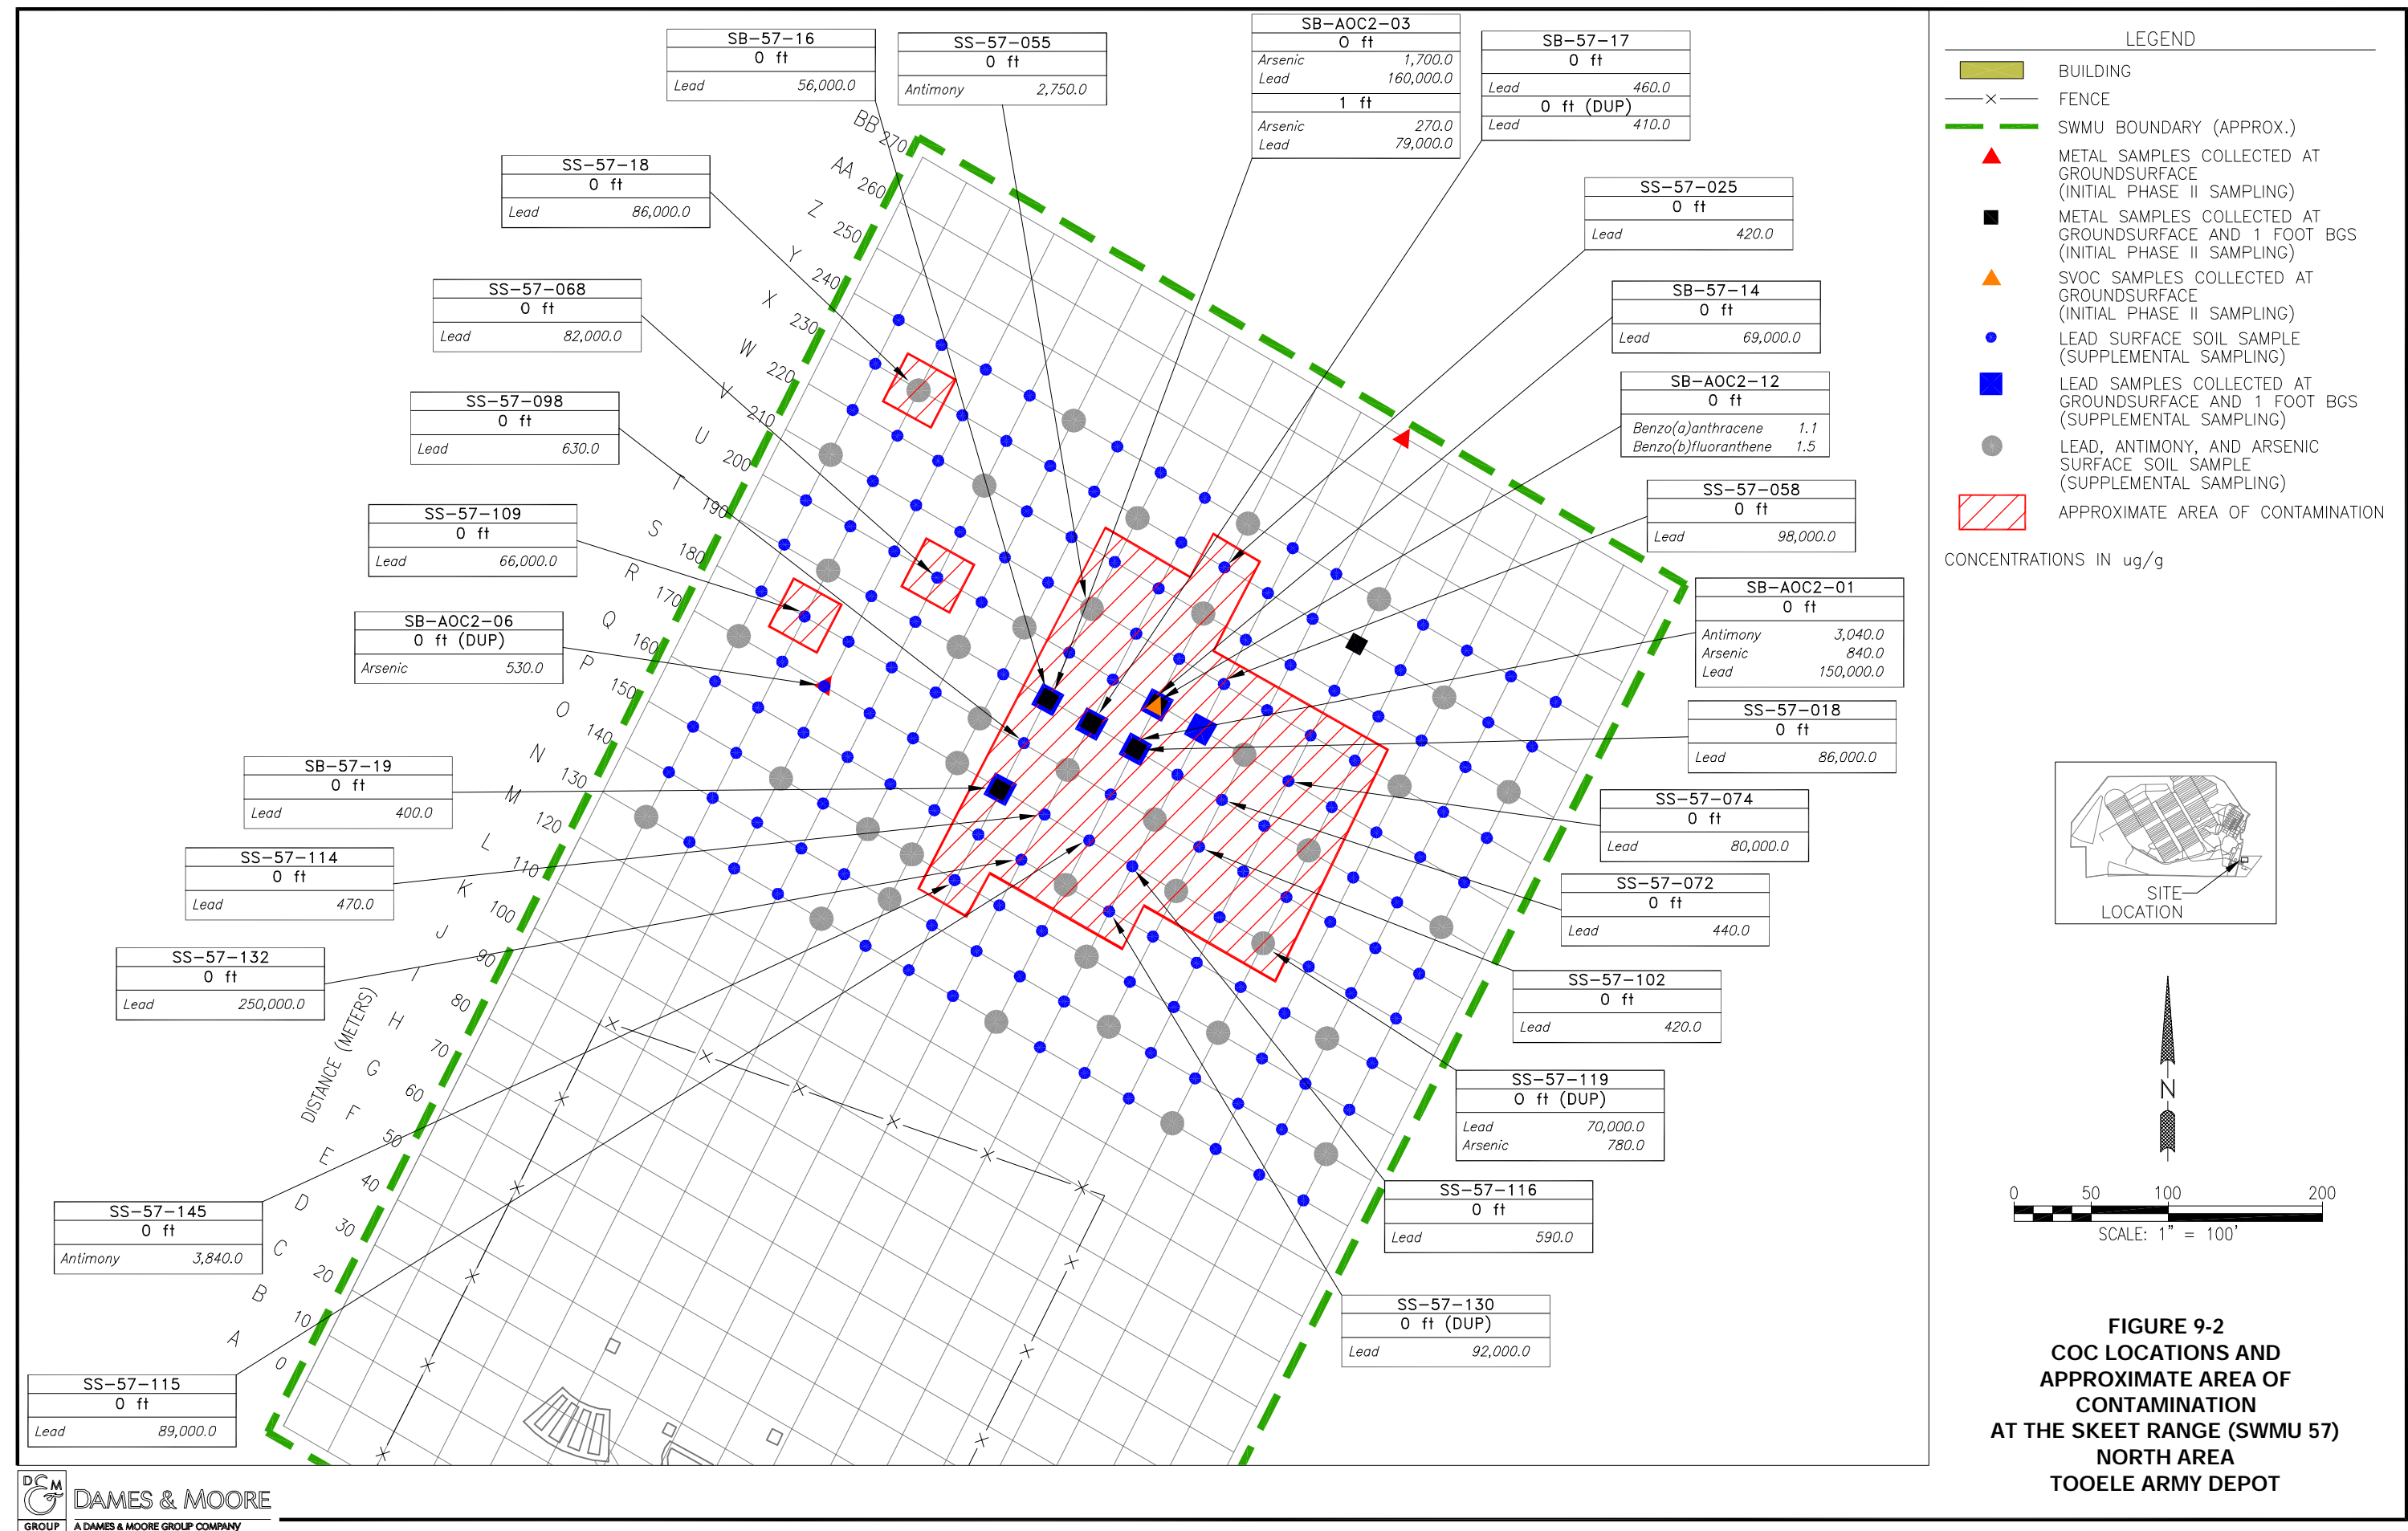 SB-57-16
0 ft
Lead 56,000.0
SS-57-055
0 ft
Antimony 2,750.0
SB-AOC2-03
0 ft
Arsenic 1,700.0
Lead 160,000.0
1 ft
Arsenic 270.0
Lead 79,000.0
SB-57-17
0 ft
Lead 460.0
0 ft (DUP)
Lead 410.0
SS-57-18
0 ft
Lead 86,000.0
SS-57-025
0 ft
Lead 420.0
SS-57-068
0 ft
Lead 82,000.0
SB-57-14
0 ft
Lead 69,000.0
SS-57-098
0 ft
Lead 630.0
SB-AOC2-12
0 ft
Benzo(a)anthracene 1.1
Benzo(b)fluoranthene 1.5
SS-57-109
0 ft
Lead 66,000.0
SS-57-058
0 ft
Lead 98,000.0
SB-AOC2-06
0 ft (DUP)
Arsenic 530.0
SB-AOC2-01
0 ft
Antimony 3,040.0
Arsenic 840.0
Lead 150,000.0
SB-57-19
0 ft
Lead 400.0
SS-57-018
0 ft
Lead 86,000.0
SS-57-114
0 ft
Lead 470.0
SS-57-074
0 ft
Lead 80,000.0
SS-57-132
0 ft
Lead 250,000.0
SS-57-072
0 ft
Lead 440.0
SS-57-102
0 ft
Lead 420.0
SS-57-119
0 ft (DUP)
Lead 70,000.0
Arsenic 780.0
SS-57-145
0 ft
Antimony 3,840.0
SS-57-116
0 ft
Lead 590.0
SS-57-130
0 ft (DUP)
Lead 92,000.0
SS-57-115
0 ft
Lead 89,000.0
BB
270
AA
260
Z
250
Y
240
X
230
W
220
V
210
U
200
T
190
S
180
R
170
Q
160
P
150
O
140
N
130
M
120
L
110
K
100
J
90
I
80
H
70
G
60
F
50
E
40
D
30
C
20
B
10
A
0
DISTANCE (METERS)
LEGEND
BUILDING
FENCE
SWMU BOUNDARY (APPROX.)
METAL SAMPLES COLLECTED AT
GROUNDSURFACE
(INITIAL PHASE II SAMPLING)
METAL SAMPLES COLLECTED AT
GROUNDSURFACE AND 1 FOOT BGS
(INITIAL PHASE II SAMPLING)
SVOC SAMPLES COLLECTED AT
GROUNDSURFACE
(INITIAL PHASE II SAMPLING)
LEAD SURFACE SOIL SAMPLE
(SUPPLEMENTAL SAMPLING)
LEAD SAMPLES COLLECTED AT
GROUNDSURFACE AND 1 FOOT BGS
(SUPPLEMENTAL SAMPLING)
LEAD, ANTIMONY, AND ARSENIC
SURFACE SOIL SAMPLE
(SUPPLEMENTAL SAMPLING)
APPROXIMATE AREA OF CONTAMINATION
CONCENTRATIONS IN ug/g
SITE
LOCATION
N
0 50 100 200
SCALE: 1" = 100'
FIGURE 9-2
COC LOCATIONS AND
APPROXIMATE AREA OF
CONTAMINATION
AT THE SKEET RANGE (SWMU 57)
NORTH AREA
TOOELE ARMY DEPOT
D&M
GROUP
DAMES & MOORE
A DAMES & MOORE GROUP COMPANY